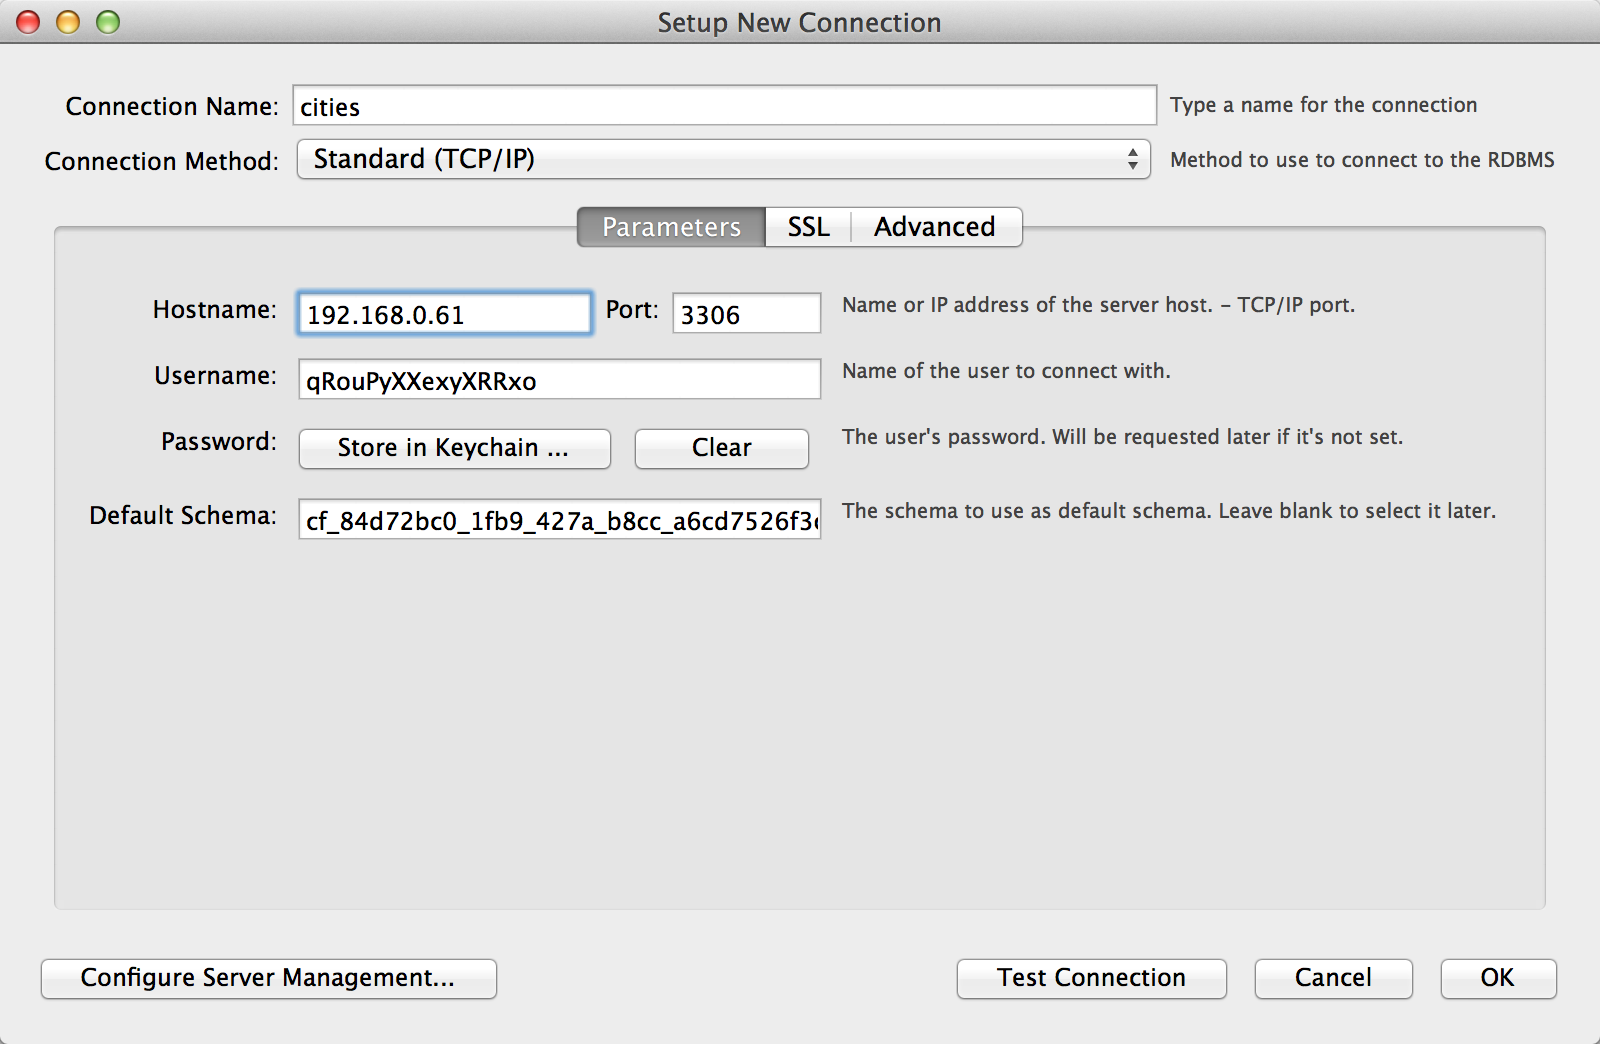 Setup New Connection
Connection Name: cities Type a name for the connection
Connection Method: Standard (TCP/IP) Method to use to connect to the RDBMS
Parameters SSL Advanced
Hostname: 192.168.0.61 Port: 3306 Name or IP address of the server host. - TCP/IP port.
Username: qRouPyXXexyXRRxo Name of the user to connect with.
Password: Store in Keychain ... Clear The user's password. Will be requested later if it's not set.
Default Schema: cf_84d72bc0_1fb9_427a_b8cc_a6cd7526f3 The schema to use as default schema. Leave blank to select it later.
Configure Server Management... Test Connection Cancel OK